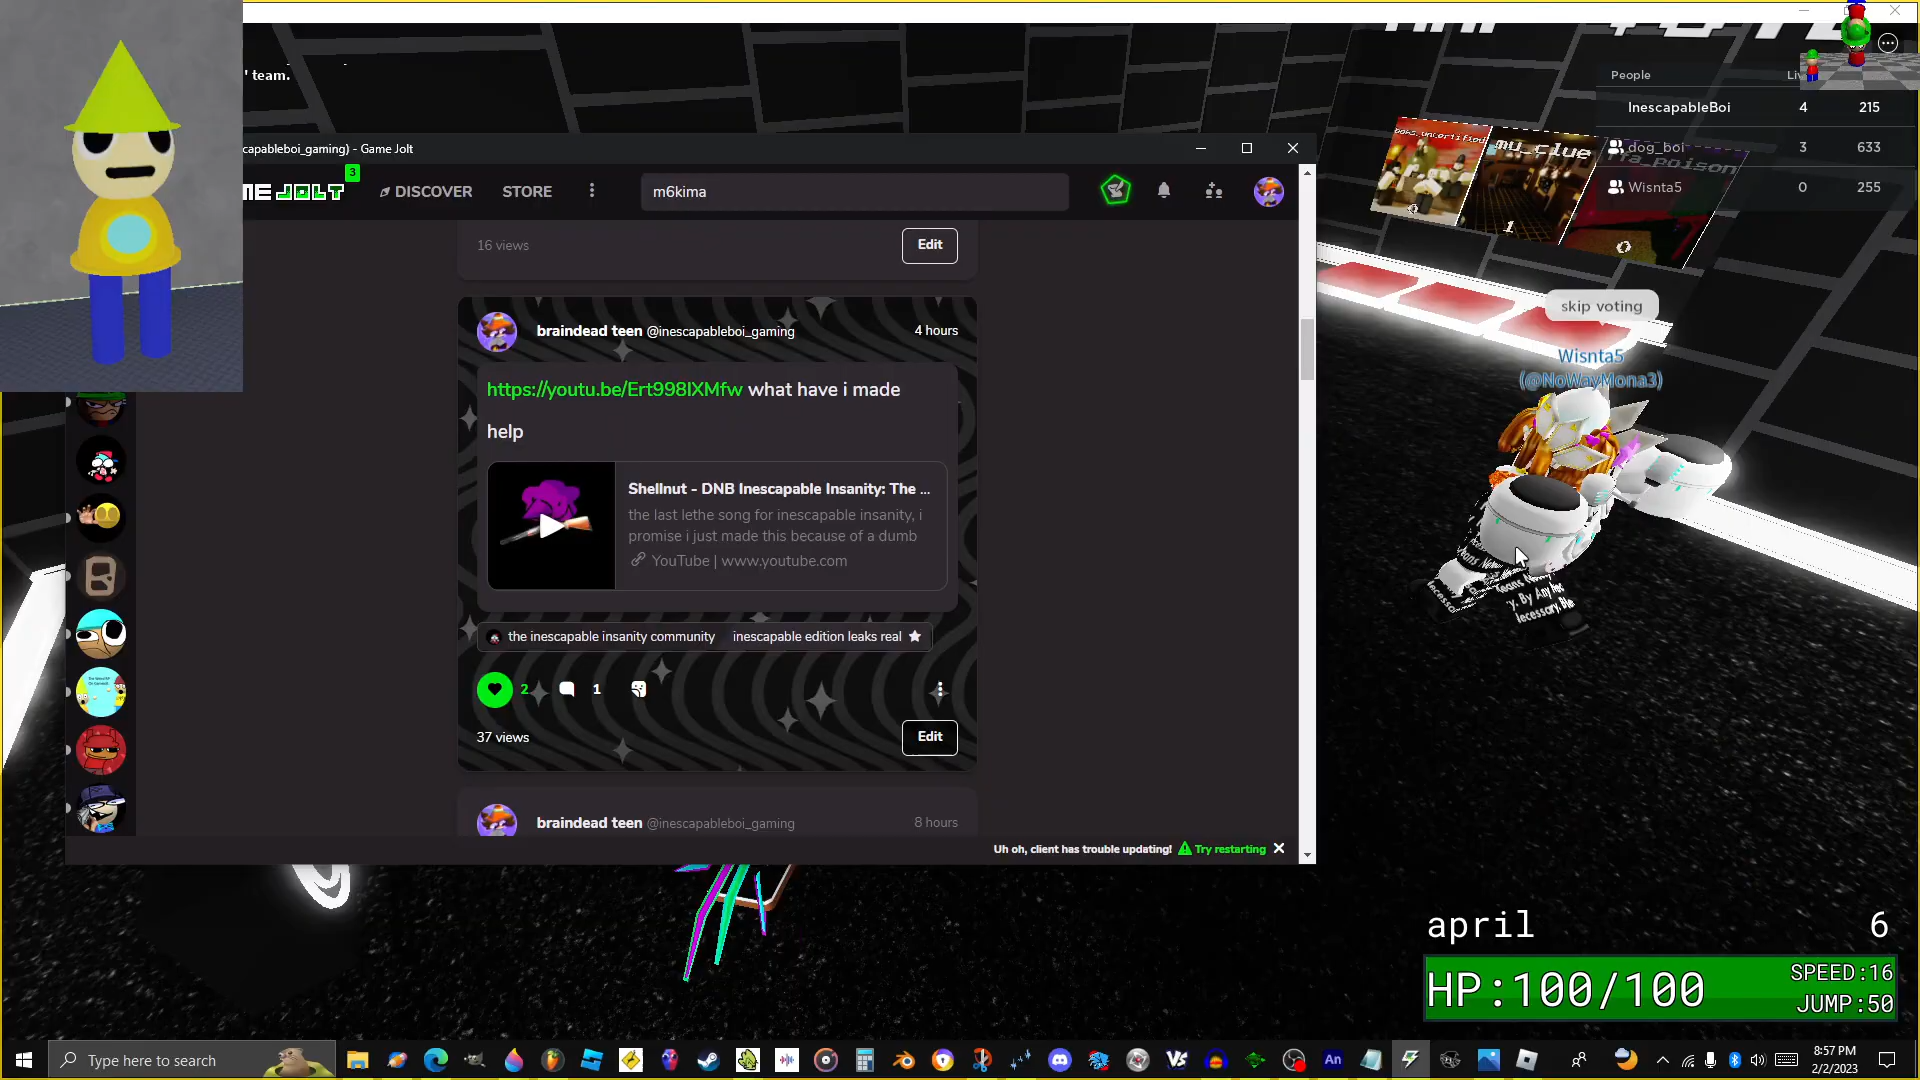 ' team.
capableboi_gaming) - Game Jolt
ME JOLT
3
DISCOVER
STORE
m6kima
16 views
Edit
braindead teen @inescapableboi_gaming
4 hours
https://youtu.be/Ert998IXMfw what have i made
help
Shellnut - DNB Inescapable Insanity: The ...
the last lethe song for inescapable insanity, i
promise i just made this because of a dumb
YouTube | www.youtube.com
the inescapable insanity community
inescapable edition leaks real
2
1
37 views
Edit
braindead teen @inescapableboi_gaming
8 hours
Uh oh, client has trouble updating!
Try restarting
People
InescapableBoi 4 215
dog_boi 3 633
Wisnta5 0 255
mu_clue
1
skip voting
Wisnta5
(@NoWayMona3)
april 6
HP:100/100
SPEED:16
JUMP:50
Type here to search
8:57 PM
2/2/2023